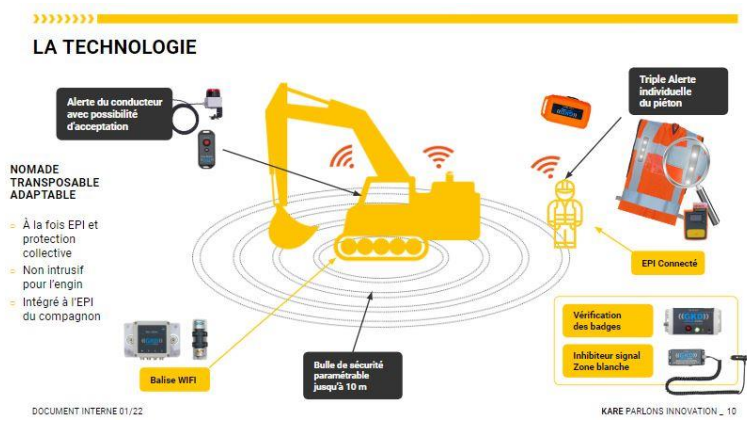 LA TECHNOLOGIE
Alerte du conducteur
avec possibilité
d'acceptation
Triple Alerte
individuelle
du piéton
NOMADE
TRANSPOSABLE
ADAPTABLE
À la fois EPI et
protection
collective
Non intrusif
pour l'engin
Intégré à l'EPI
du compagnon
EPI Connecté
Vérification
des badges
Inhibiteur signal
Zone blanche
Bulle de sécurité
paramétrable
jusqu'à 10 m
Balise WIFI
DOCUMENT INTERNE 01/22
KARE PARLONS INNOVATION _ 10